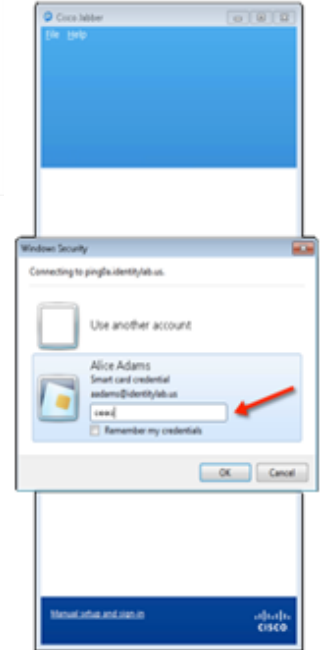 Cisco Jabber
File Help
Windows Security
Connecting to ping0a.identitylab.us.
Use another account
Alice Adams
Smart card credential
aadams@identitylab.us
Remember my credentials
OK Cancel
Manual setup and sign-in
CISCO